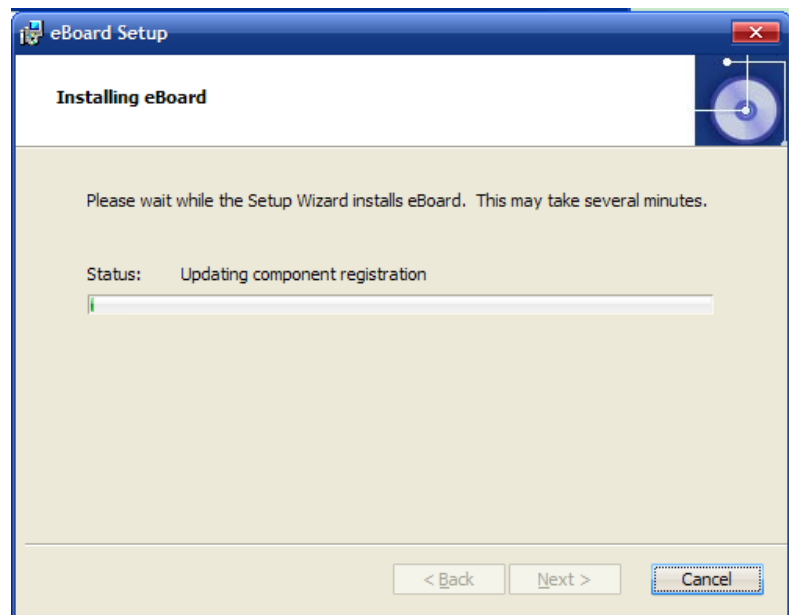 eBoard Setup
Installing eBoard
Please wait while the Setup Wizard installs eBoard.  This may take several minutes.
Status: Updating component registration
< Back Next > Cancel